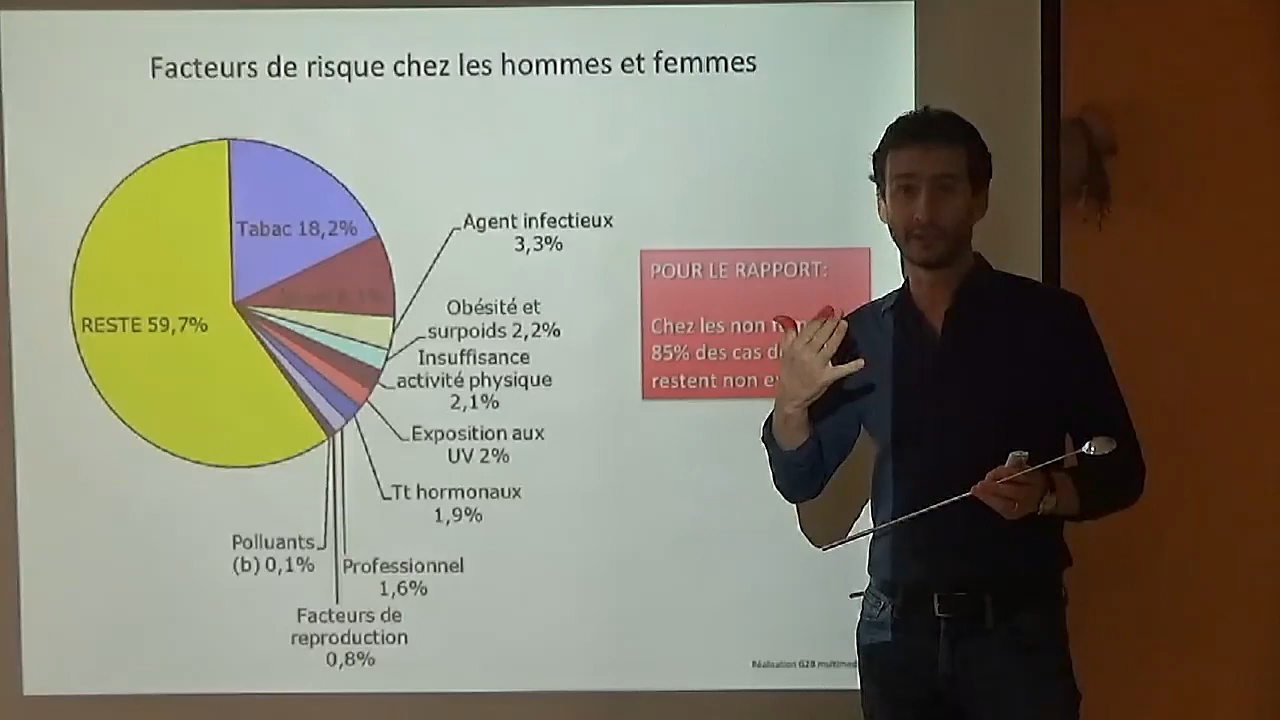 Facteurs de risque chez les hommes et femmes
Tabac 18,2%
RESTE 59,7%
Agent infectieux
3,3%
Obésité et
surpoids 2,2%
Insuffisance
activité physique
2,1%
Exposition aux
UV 2%
Tt hormonaux
1,9%
Professionnel
1,6%
Facteurs de
reproduction
0,8%
Polluants
(b) 0,1%
POUR LE RAPPORT:
Chez les non
85% des cas
restent non
Réalisation G2B